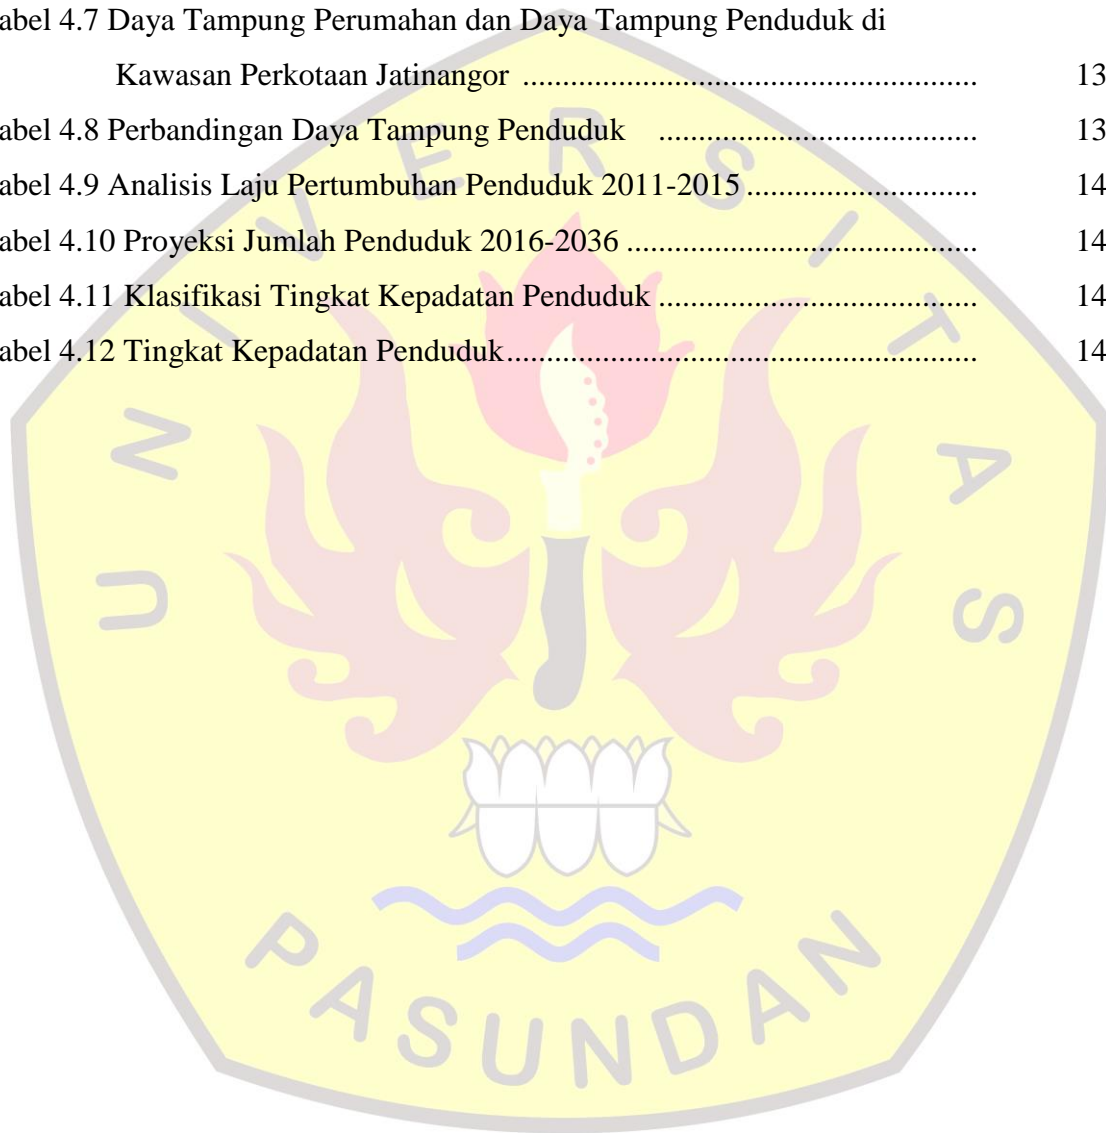 abel 4.7 Daya Tampung Perumahan dan Daya Tampung Penduduk di
Kawasan Perkotaan Jatinangor .......................................................... 13
abel 4.8 Perbandingan Daya Tampung Penduduk ......................................... 13
abel 4.9 Analisis Laju Pertumbuhan Penduduk 2011-2015 ............................. 14
abel 4.10 Proyeksi Jumlah Penduduk 2016-2036 ............................................ 14
abel 4.11 Klasifikasi Tingkat Kepadatan Penduduk ......................................... 14
abel 4.12 Tingkat Kepadatan Penduduk ............................................................ 14
UNIVERSITAS
PASUNDAN